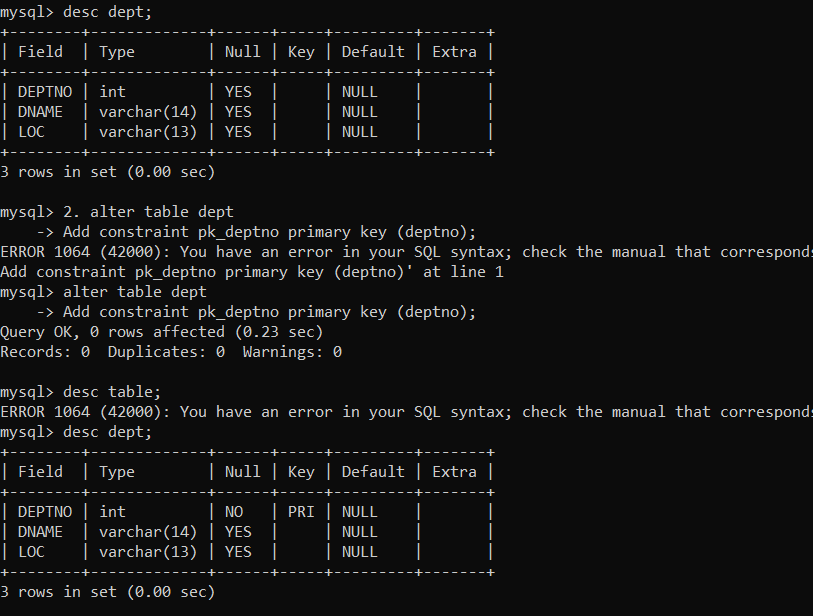 mysql> desc dept;
+--------+-------------+------+-----+---------+-------+
| Field  | Type        | Null | Key | Default | Extra |
+--------+-------------+------+-----+---------+-------+
| DEPTNO | int         | YES  |     | NULL    |       |
| DNAME  | varchar(14) | YES  |     | NULL    |       |
| LOC    | varchar(13) | YES  |     | NULL    |       |
+--------+-------------+------+-----+---------+-------+
3 rows in set (0.00 sec)

mysql> 2. alter table dept
    -> Add constraint pk_deptno primary key (deptno);
ERROR 1064 (42000): You have an error in your SQL syntax; check the manual that corresponds
Add constraint pk_deptno primary key (deptno)' at line 1
mysql> alter table dept
    -> Add constraint pk_deptno primary key (deptno);
Query OK, 0 rows affected (0.23 sec)
Records: 0  Duplicates: 0  Warnings: 0

mysql> desc table;
ERROR 1064 (42000): You have an error in your SQL syntax; check the manual that corresponds
mysql> desc dept;
+--------+-------------+------+-----+---------+-------+
| Field  | Type        | Null | Key | Default | Extra |
+--------+-------------+------+-----+---------+-------+
| DEPTNO | int         | NO   | PRI | NULL    |       |
| DNAME  | varchar(14) | YES  |     | NULL    |       |
| LOC    | varchar(13) | YES  |     | NULL    |       |
+--------+-------------+------+-----+---------+-------+
3 rows in set (0.00 sec)